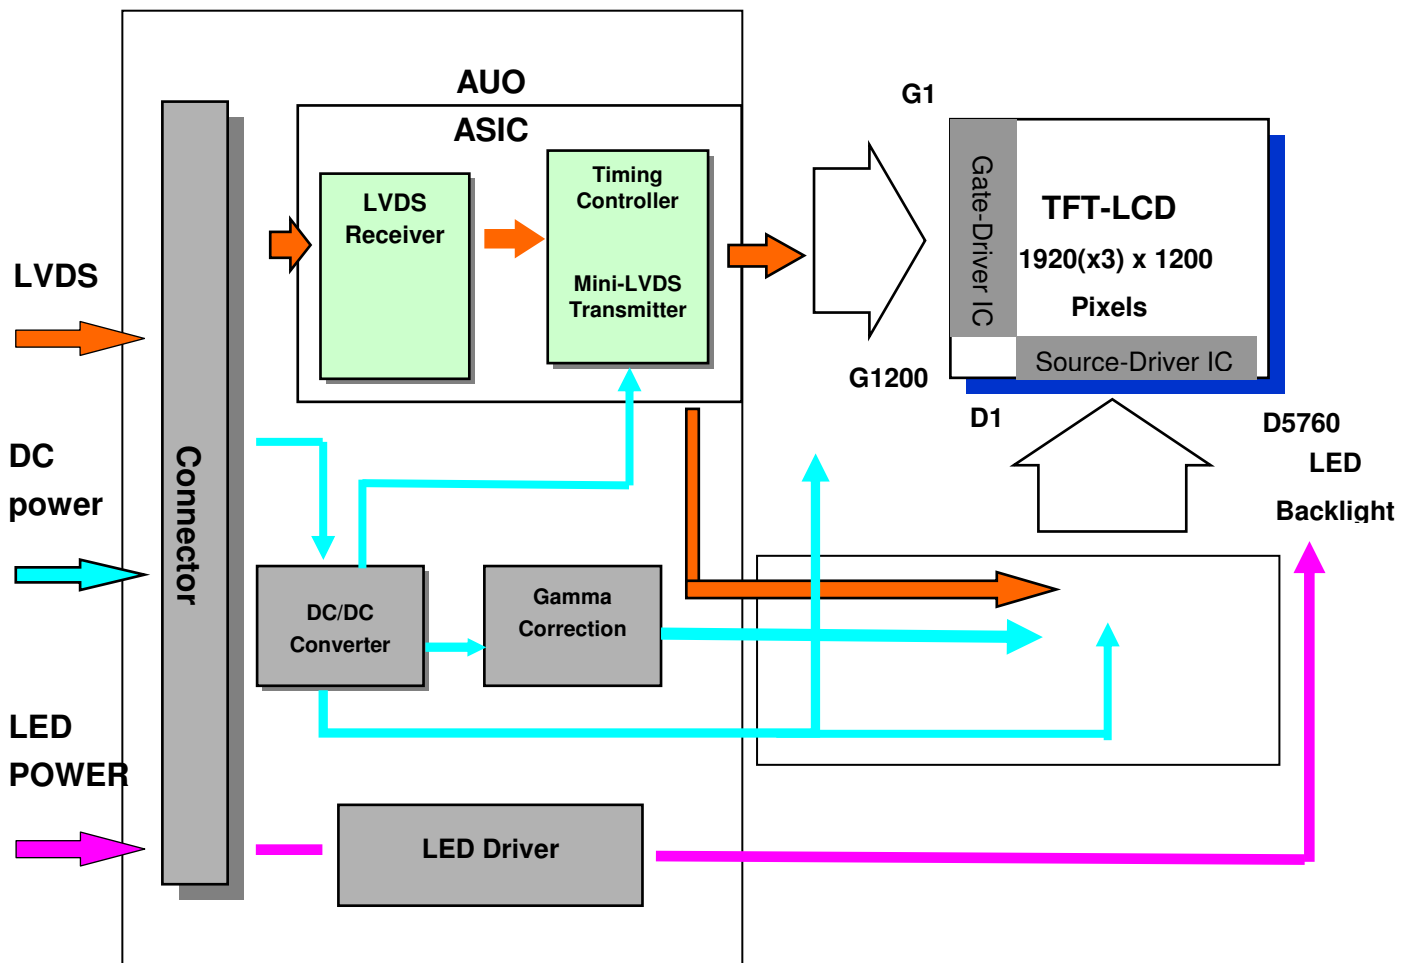 AUO
ASIC
G1
LVDS
Receiver
Timing
Controller
Mini-LVDS
Transmitter
Gate-Driver IC
TFT-LCD
1920(x3) x 1200
Pixels
Source-Driver IC
LVDS
G1200
D1
D5760
LED
Backlight
DC
power
Connector
DC/DC
Converter
Gamma
Correction
LED
POWER
LED Driver